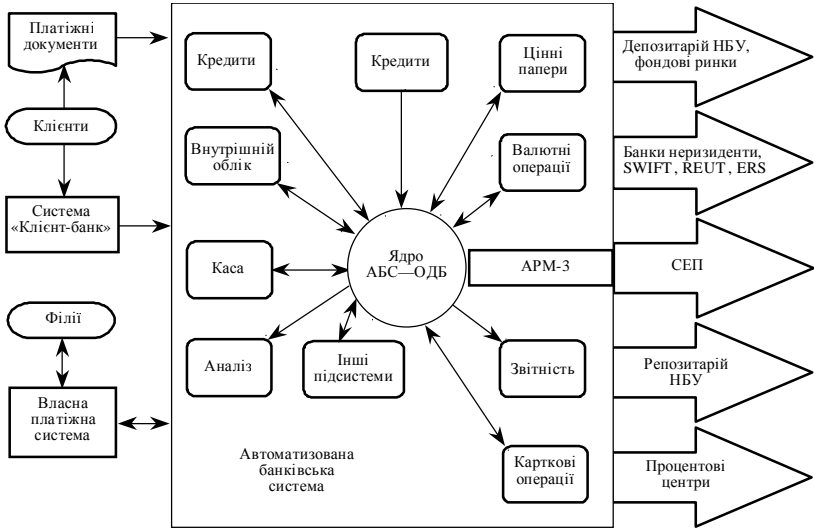 Платіжні
документи
Клієнти
Система
«Клієнт-банк»
Філії
Власна
платіжна
система
Кредити
Кредити
Цінні
папери
Внутрішній
облік
Валютні
операції
Каса
Ядро
АБС—ОДБ
АРМ-3
Аналіз
Інші
підсистеми
Звітність
Автоматизована
банківська
система
Карткові
операції
Депозитарій НБУ,
фондові ринки
Банки неризиденти,
SWIFT , REUT , ERS
СЕП
Репозитарій
НБУ
Процентові
центри